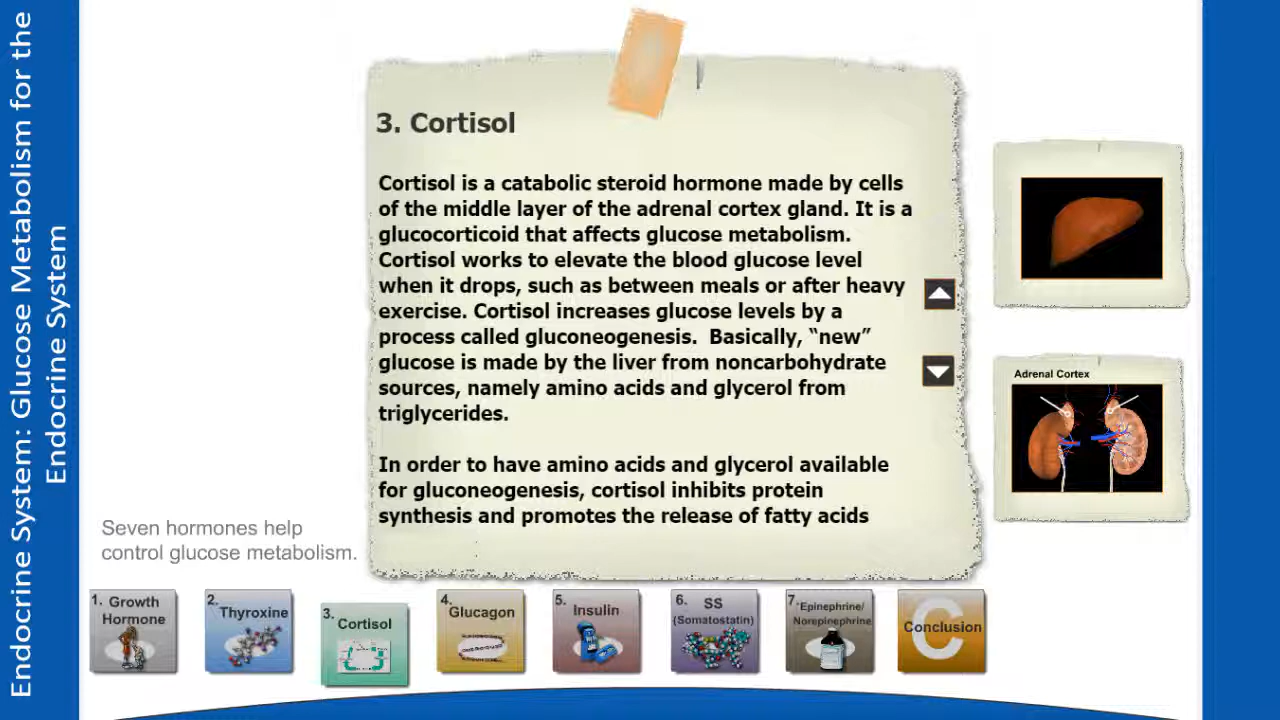 Endocrine System: Glucose Metabolism for the
Endocrine System
3. Cortisol
Cortisol is a catabolic steroid hormone made by cells
of the middle layer of the adrenal cortex gland. It is a
glucocorticoid that affects glucose metabolism.
Cortisol works to elevate the blood glucose level
when it drops, such as between meals or after heavy
exercise. Cortisol increases glucose levels by a
process called gluconeogenesis.  Basically, “new”
glucose is made by the liver from noncarbohydrate
sources, namely amino acids and glycerol from
triglycerides.
In order to have amino acids and glycerol available
for gluconeogenesis, cortisol inhibits protein
synthesis and promotes the release of fatty acids
Adrenal Cortex
Seven hormones help
control glucose metabolism.
1. Growth
Hormone
2. Thyroxine
3. Cortisol
4. Glucagon
5. Insulin
6. SS
(Somatostatin)
7. Epinephrine/
Norepinephrine
C
Conclusion